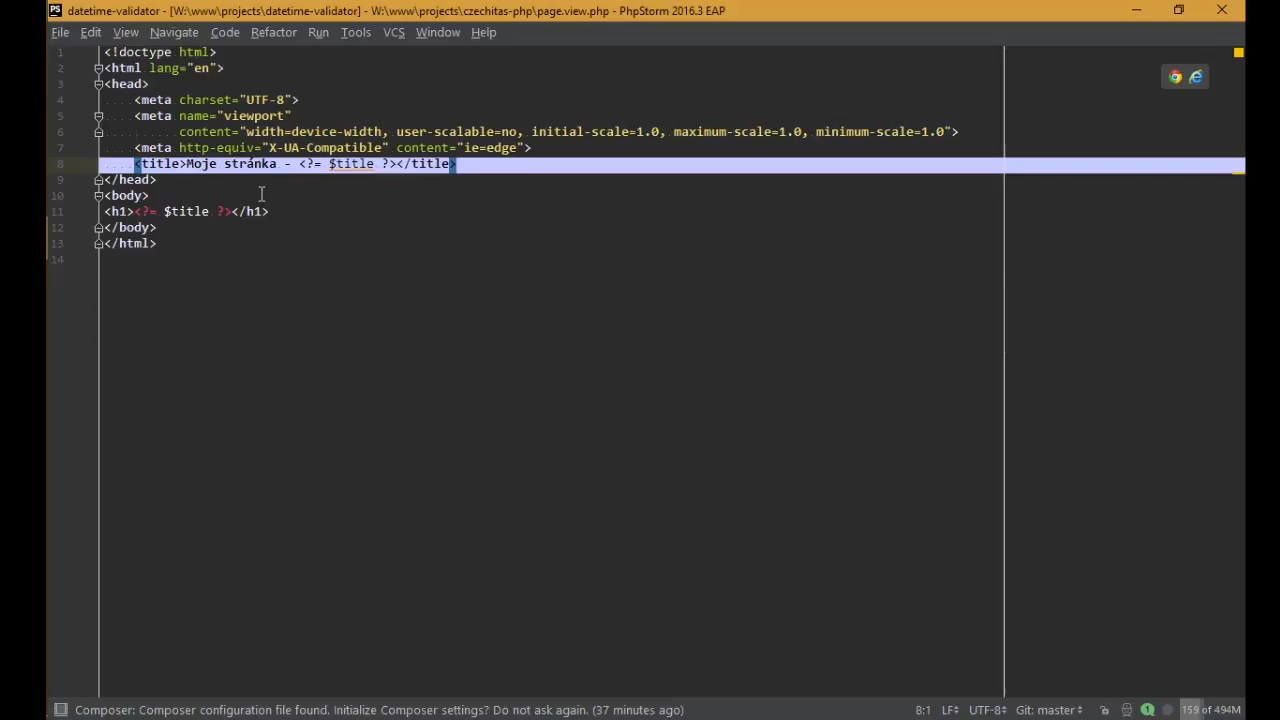 PS datetime-validator - [W:\www\projects\datetime-validator] - W:\www\projects\czechitas-php\page.view.php - PhpStorm 2016.3 EAP
File Edit View Navigate Code Refactor Run Tools VCS Window Help
1 <!doctype html>
2 <html lang="en">
3 <head>
4 <meta charset="UTF-8">
5 <meta name="viewport"
6 content="width=device-width, user-scalable=no, initial-scale=1.0, maximum-scale=1.0, minimum-scale=1.0">
7 <meta http-equiv="X-UA-Compatible" content="ie=edge">
8 <title>Moje stránka - <?= $title ?></title>
9 </head>
10 <body>
11 <h1><?= $title ?></h1>
12 </body>
13 </html>
14
Composer: Composer configuration file found. Initialize Composer settings? Do not ask again. (37 minutes ago) 8:1 LF UTF-8 Git: master 1 159 of 494M